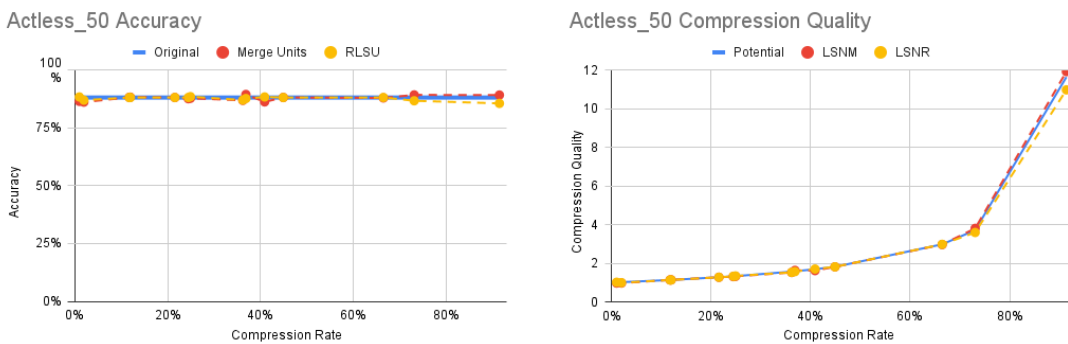 Actless_50 Accuracy
Original Merge Units RLSU
100
%
75%
50%
25%
0%
Accuracy
0% 20% 40% 60% 80%
Compression Rate
Actless_50 Compression Quality
Potential LSNM LSNR
12
10
8
6
4
2
0
Compression Quality
0% 20% 40% 60% 80%
Compression Rate